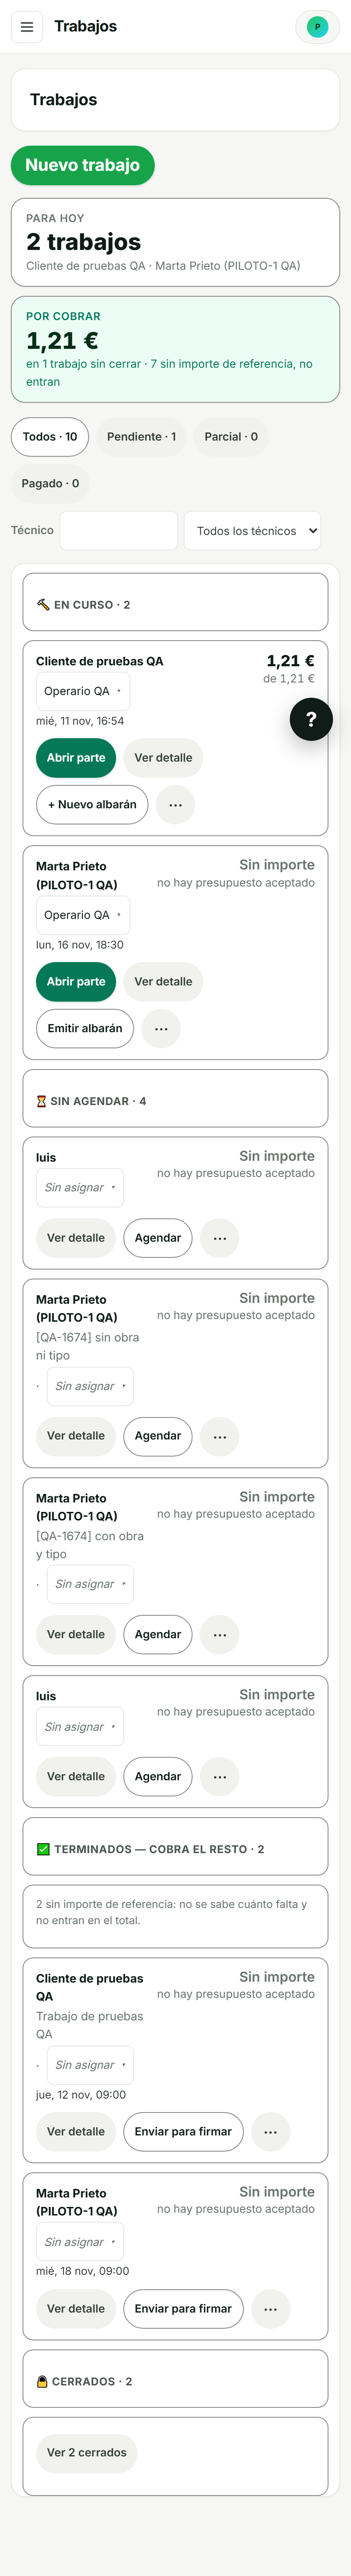 Trabajos
P
Trabajos
Nuevo trabajo
PARA HOY
2 trabajos
Cliente de pruebas QA · Marta Prieto (PILOTO-1 QA)
POR COBRAR
1,21 €
en 1 trabajo sin cerrar · 7 sin importe de referencia, no
entran
Todos · 10
Pendiente · 1
Parcial · 0
Pagado · 0
Técnico
Todos los técnicos
🔨 EN CURSO · 2
Cliente de pruebas QA
1,21 €
de 1,21 €
Operario QA
mié, 11 nov, 16:54
?
Abrir parte
Ver detalle
+ Nuevo albarán
···
Marta Prieto
(PILOTO-1 QA)
Sin importe
no hay presupuesto aceptado
Operario QA
lun, 16 nov, 18:30
Abrir parte
Ver detalle
Emitir albarán
···
⏳ SIN AGENDAR · 4
luis
Sin importe
no hay presupuesto aceptado
Sin asignar
Ver detalle
Agendar
···
Marta Prieto
(PILOTO-1 QA)
Sin importe
no hay presupuesto aceptado
[QA-1674] sin obra
ni tipo
· Sin asignar
Ver detalle
Agendar
···
Marta Prieto
(PILOTO-1 QA)
Sin importe
no hay presupuesto aceptado
[QA-1674] con obra
y tipo
· Sin asignar
Ver detalle
Agendar
···
luis
Sin importe
no hay presupuesto aceptado
Sin asignar
Ver detalle
Agendar
···
✅ TERMINADOS — COBRA EL RESTO · 2
2 sin importe de referencia: no se sabe cuánto falta y
no entran en el total.
Cliente de pruebas
QA
Sin importe
no hay presupuesto aceptado
Trabajo de pruebas
QA
· Sin asignar
jue, 12 nov, 09:00
Ver detalle
Enviar para firmar
···
Marta Prieto
(PILOTO-1 QA)
Sin importe
no hay presupuesto aceptado
Sin asignar
mié, 18 nov, 09:00
Ver detalle
Enviar para firmar
···
🔒 CERRADOS · 2
Ver 2 cerrados